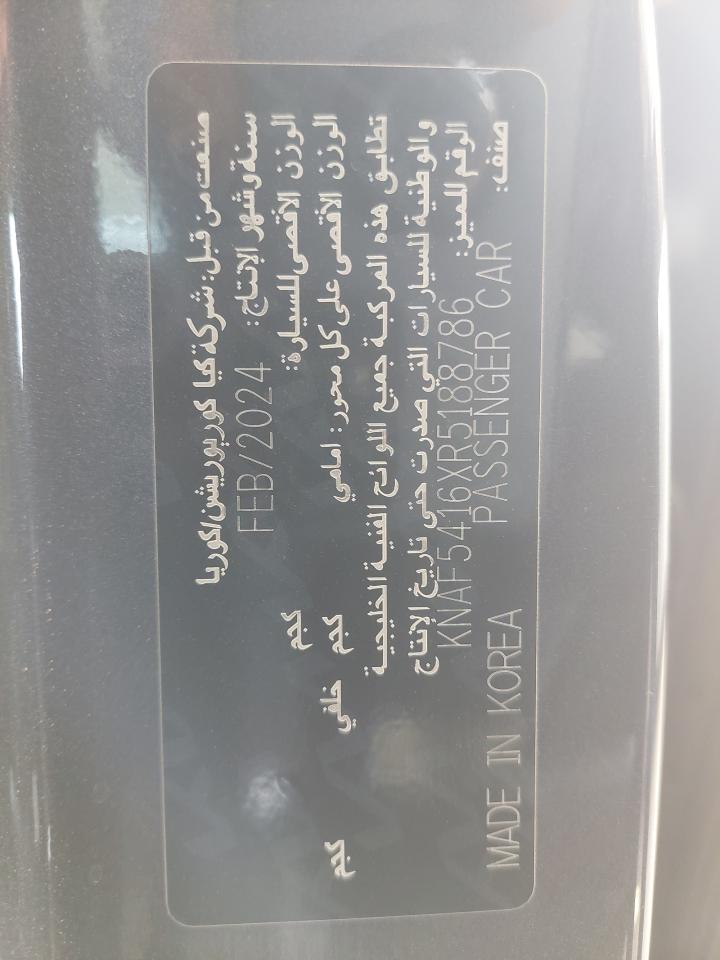 صنعت من قبل: شركة كيا كوربوريشن/كوريا
سنة وشهر الإنتاج: FEB/2024
الوزن الأقصى للسيارة: كجم
الوزن الأقصى على كل محور: امامي كجم خلفي كجم
تطابق هذه المركبة جميع اللوائح الفنية الخليجية
والوطنية للسيارات التي صدرت حتى تاريخ الإنتاج
الرقم المميز: KNAF5416XR5188786
صنف: PASSENGER CAR MADE IN KOREA